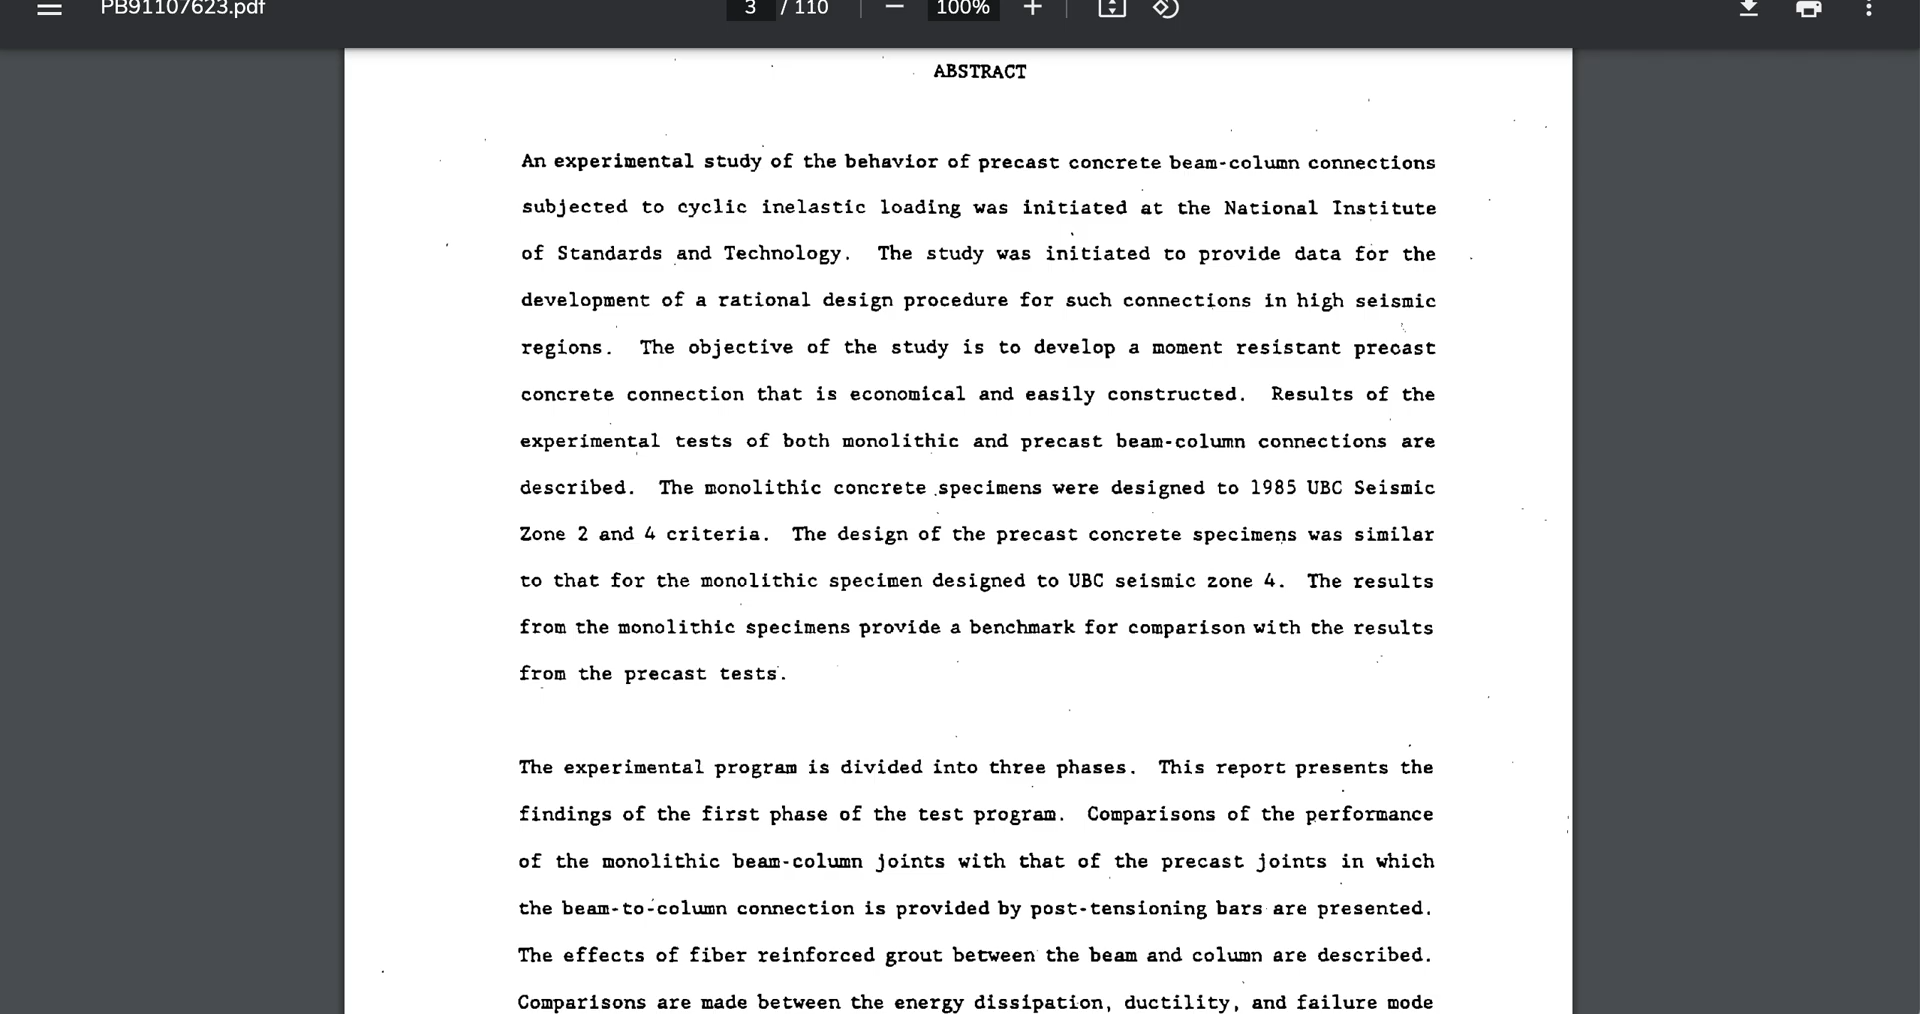 PB91107623.pdf
3 / 110
100%
ABSTRACT
An experimental study of the behavior of precast concrete beam-column connections
subjected to cyclic inelastic loading was initiated at the National Institute
of Standards and Technology. The study was initiated to provide data for the
development of a rational design procedure for such connections in high seismic
regions. The objective of the study is to develop a moment resistant precast
concrete connection that is economical and easily constructed. Results of the
experimental tests of both monolithic and precast beam-column connections are
described. The monolithic concrete specimens were designed to 1985 UBC Seismic
Zone 2 and 4 criteria. The design of the precast concrete specimens was similar
to that for the monolithic specimen designed to UBC seismic zone 4. The results
from the monolithic specimens provide a benchmark for comparison with the results
from the precast tests.
The experimental program is divided into three phases. This report presents the
findings of the first phase of the test program. Comparisons of the performance
of the monolithic beam-column joints with that of the precast joints in which
the beam-to-column connection is provided by post-tensioning bars are presented.
The effects of fiber reinforced grout between the beam and column are described.
Comparisons are made between the energy dissipation, ductility, and failure mode